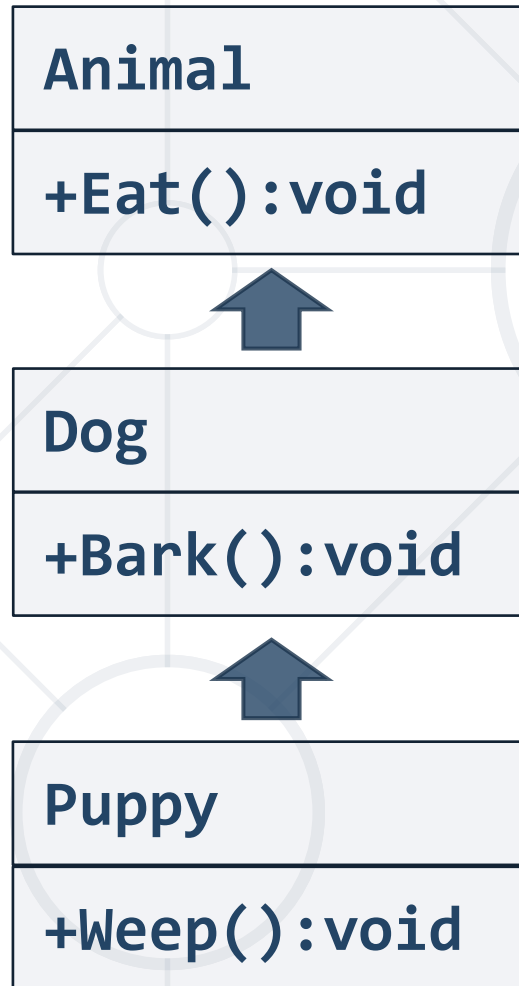 Animal
+Eat():void
Dog
+Bark():void
Puppy
+Weep():void